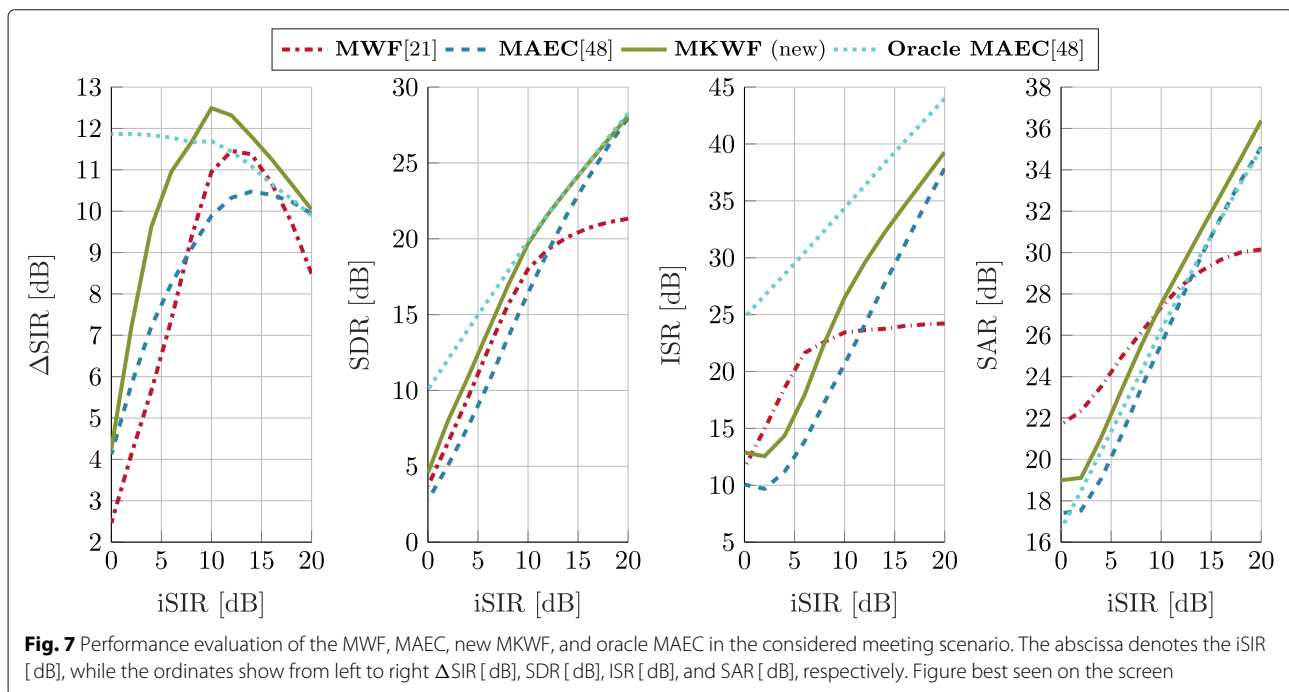 MWF[21] MAEC[48] MKWF (new) Oracle MAEC[48]
ΔSIR [dB]
13
12
11
10
9
8
7
6
5
4
3
2
0 5 10 15 20
iSIR [dB]
SDR [dB]
30
25
20
15
10
5
0
0 5 10 15 20
iSIR [dB]
ISR [dB]
45
40
35
30
25
20
15
10
5
0 5 10 15 20
iSIR [dB]
SAR [dB]
38
36
34
32
30
28
26
24
22
20
18
16
0 5 10 15 20
iSIR [dB]
Fig. 7 Performance evaluation of the MWF, MAEC, new MKWF, and oracle MAEC in the considered meeting scenario. The abscissa denotes the iSIR
[dB], while the ordinates show from left to right ΔSIR [dB], SDR [dB], ISR [dB], and SAR [dB], respectively. Figure best seen on the screen